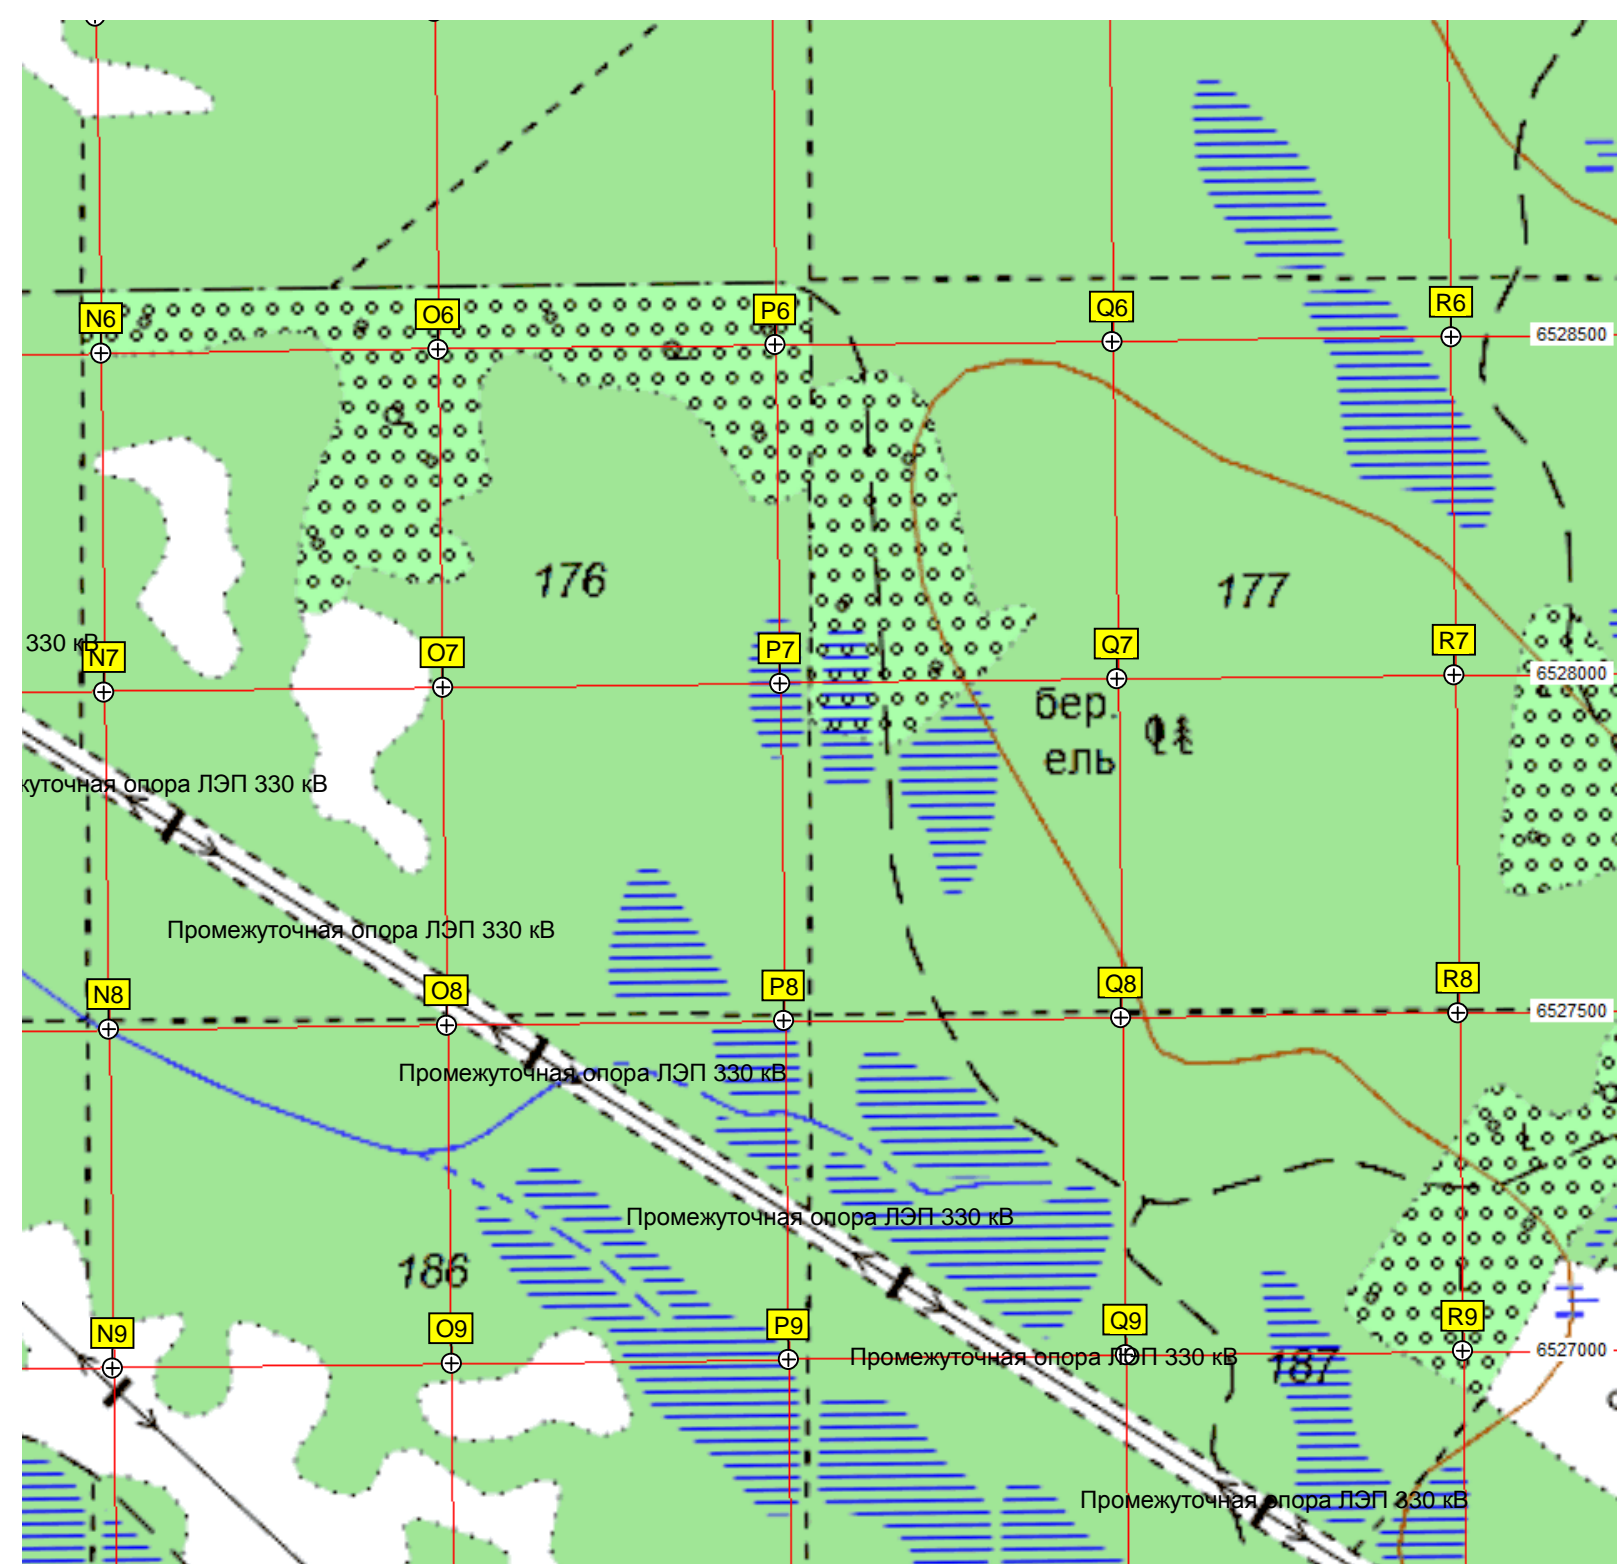 N6
O6
P6
Q6
R6
6528500
176
177
330 кВ
N7
O7
P7
Q7
R7
6528000
бер.
ель
жуточная опора ЛЭП 330 кВ
Промежуточная опора ЛЭП 330 кВ
N8
O8
P8
Q8
R8
6527500
Промежуточная опора ЛЭП 330 кВ
Промежуточная опора ЛЭП 330 кВ
186
N9
O9
P9
Q9
R9
6527000
Промежуточная опора ЛЭП 330 кВ
187
Промежуточная опора ЛЭП 330 кВ